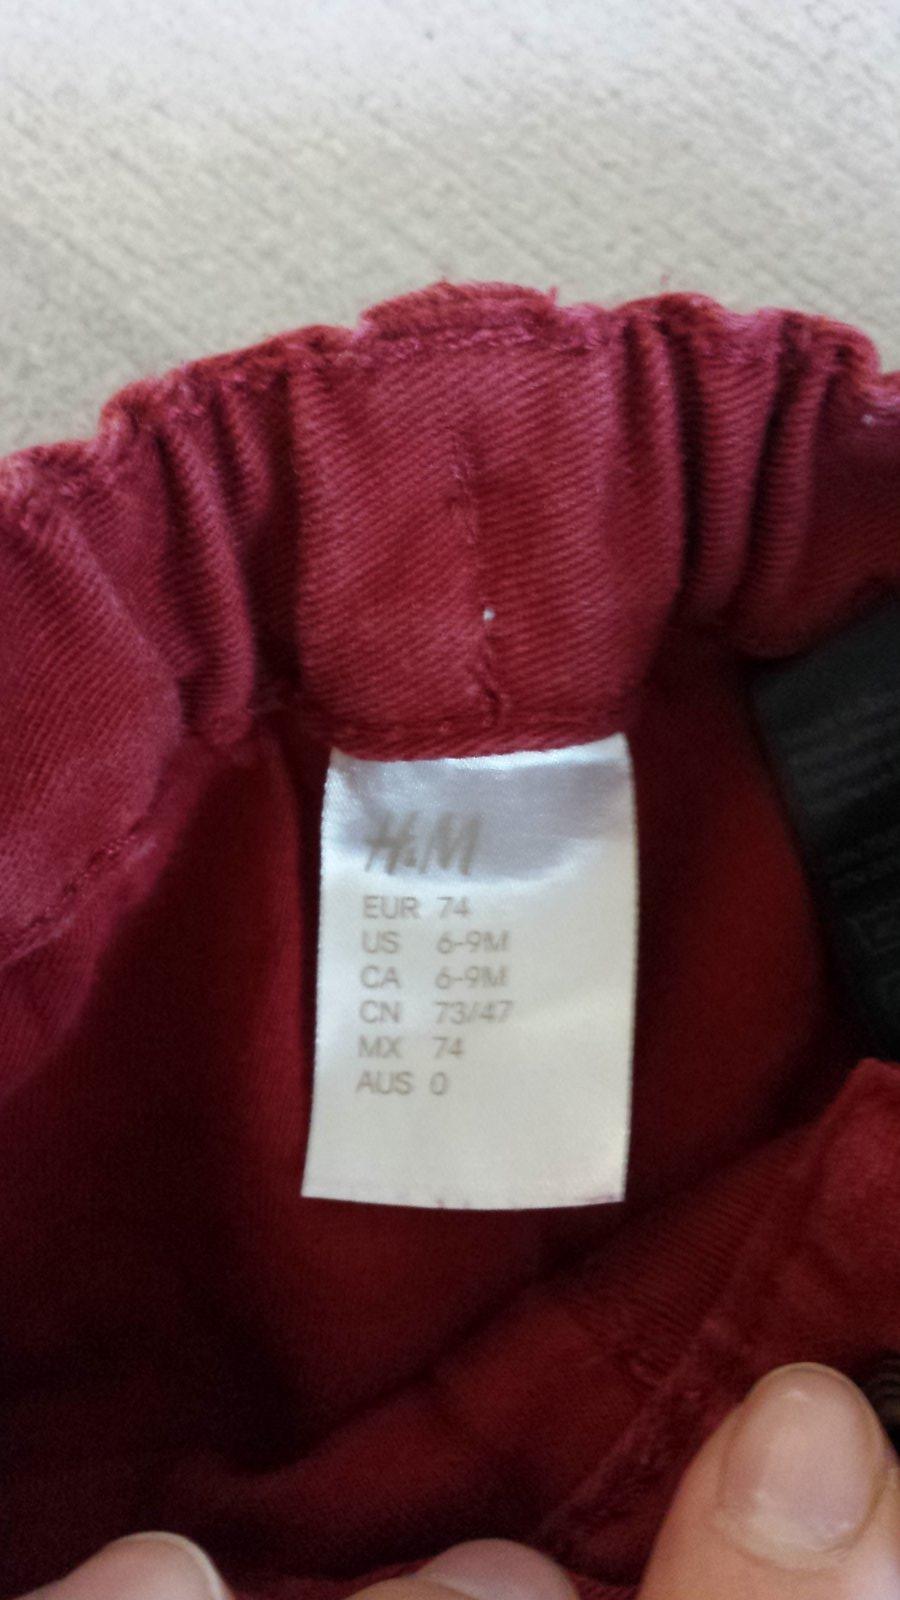 H&M
EUR 74
US 6-9M
CA 6-9M
CN 73/47
MX 74
AUS 0